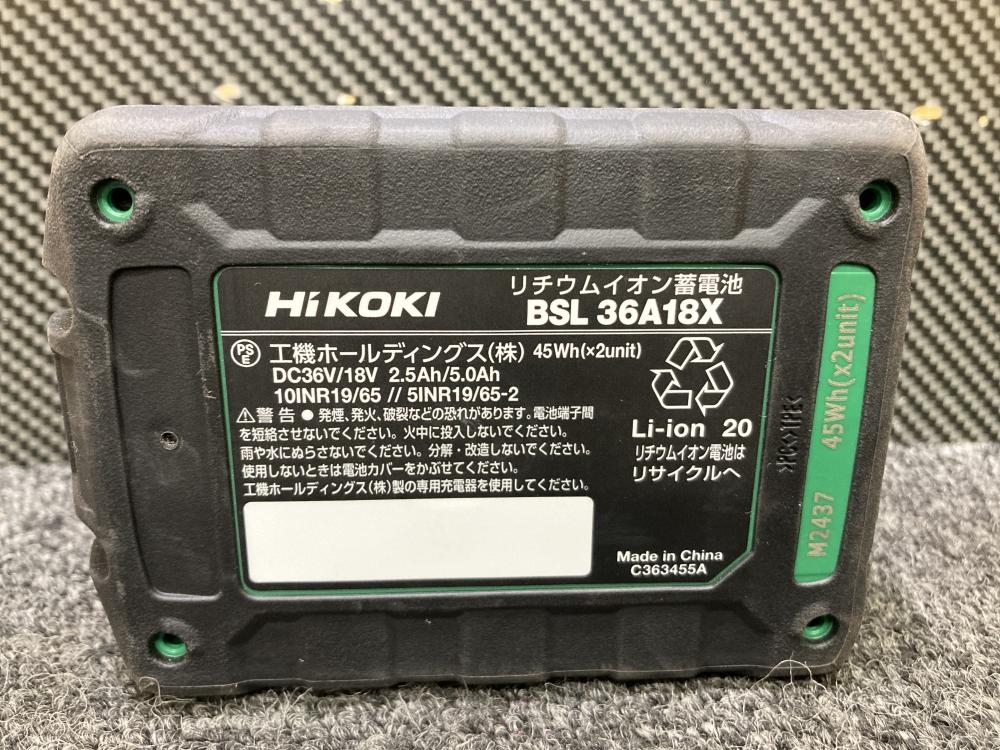 HiKOKI
リチウムイオン蓄電池
BSL 36A18X
PSE 工機ホールディングス(株) 45Wh(×2unit)
DC36V/18V 2.5Ah/5.0Ah
10INR19/65 // 5INR19/65-2
⚠警告 ● 発煙、発火、破裂などの恐れがあります。電池端子間
を短絡させないでください。火中に投入しないでください。
雨や水にぬらさないでください。分解・改造しないでください。
使用しないときは電池カバーをかぶせてください。
工機ホールディングス(株)製の専用充電器を使用してください。
Li-ion 20
リチウムイオン電池は
リサイクルへ
Made in China
C363455A
>PC+TPE<
M2437 45Wh(×2unit)